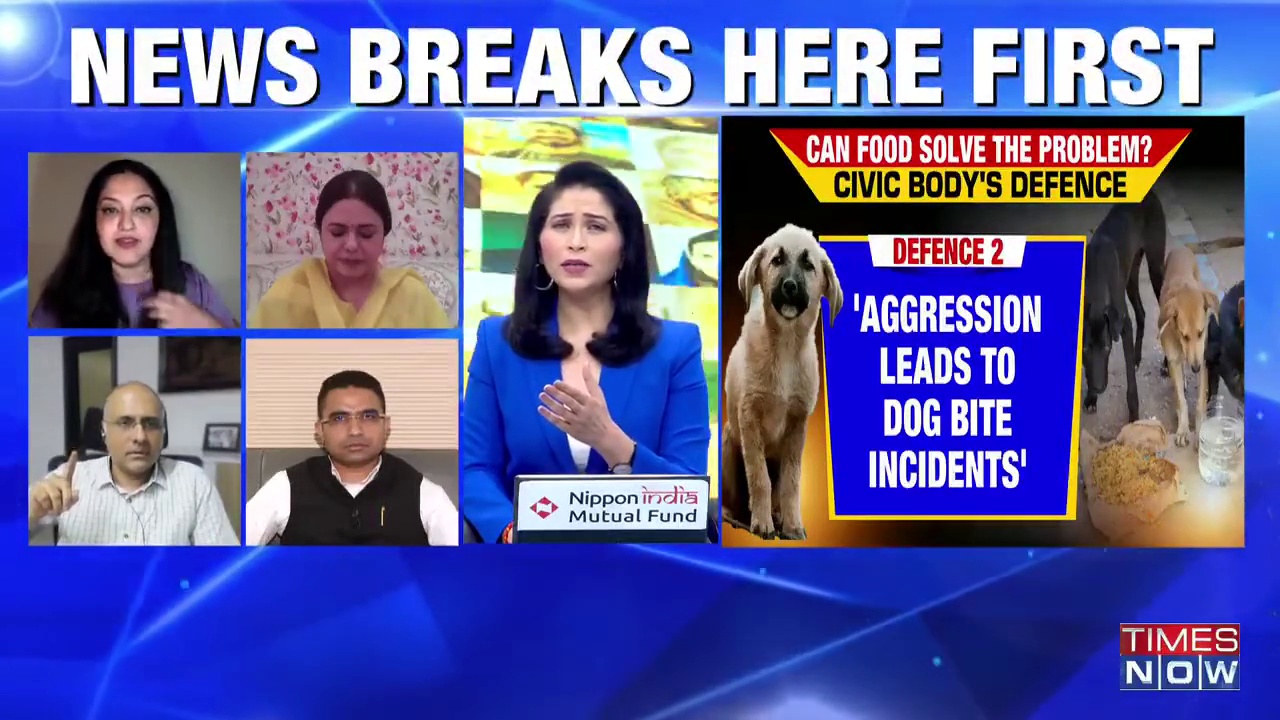 NEWS BREAKS HERE FIRST
CAN FOOD SOLVE THE PROBLEM?
CIVIC BODY'S DEFENCE
DEFENCE 2
'AGGRESSION
LEADS TO
DOG BITE
INCIDENTS'
Nippon india
Mutual Fund
TIMES
NOW